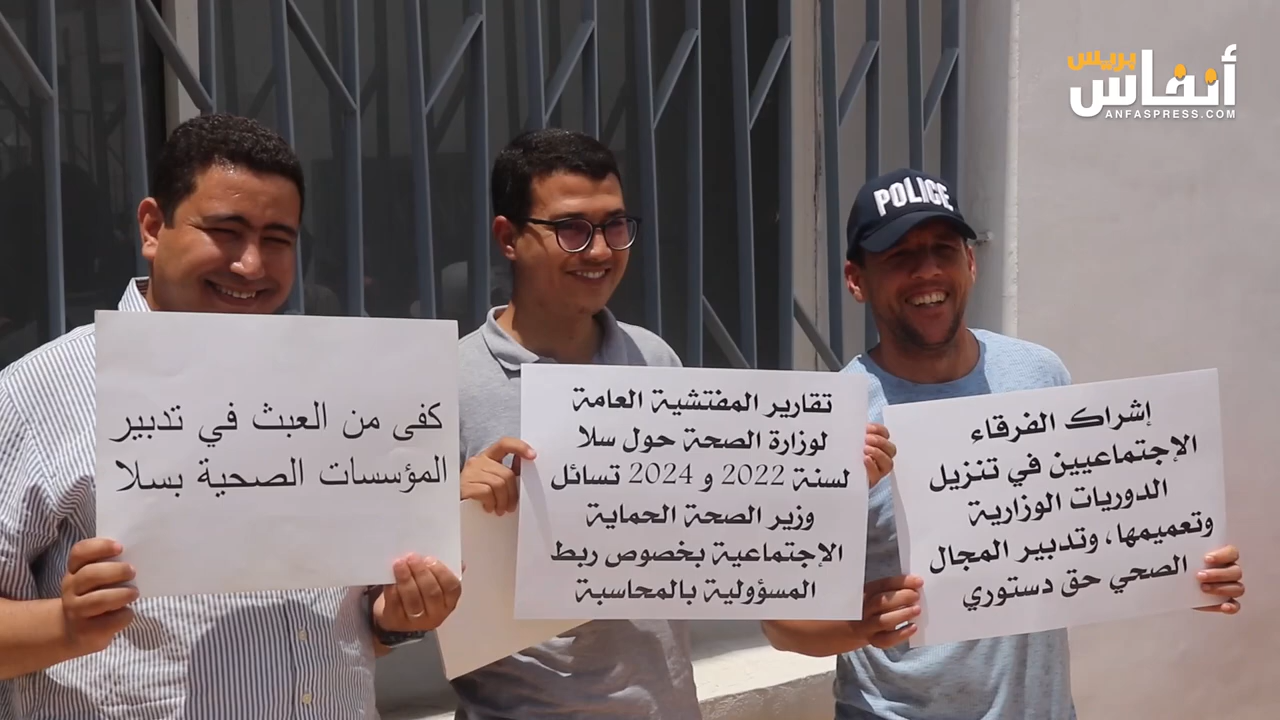 أنفاس
بريس
ANFASPRESS.COM
POLICE
كفى من العبث في تدبير
المؤسسات الصحية بسلا
تقارير المفتشية العامة
لوزارة الصحة حول سلا
لسنة 2022 و 2024 تسائل
وزير الصحة الحماية
الإجتماعية بخصوص ربط
المسؤولية بالمحاسبة
إشراك الفرقاء
الإجتماعيين في تنزيل
الدوريات الوزارية
وتعميمها، وتدبير المجال
الصحي حق دستوري